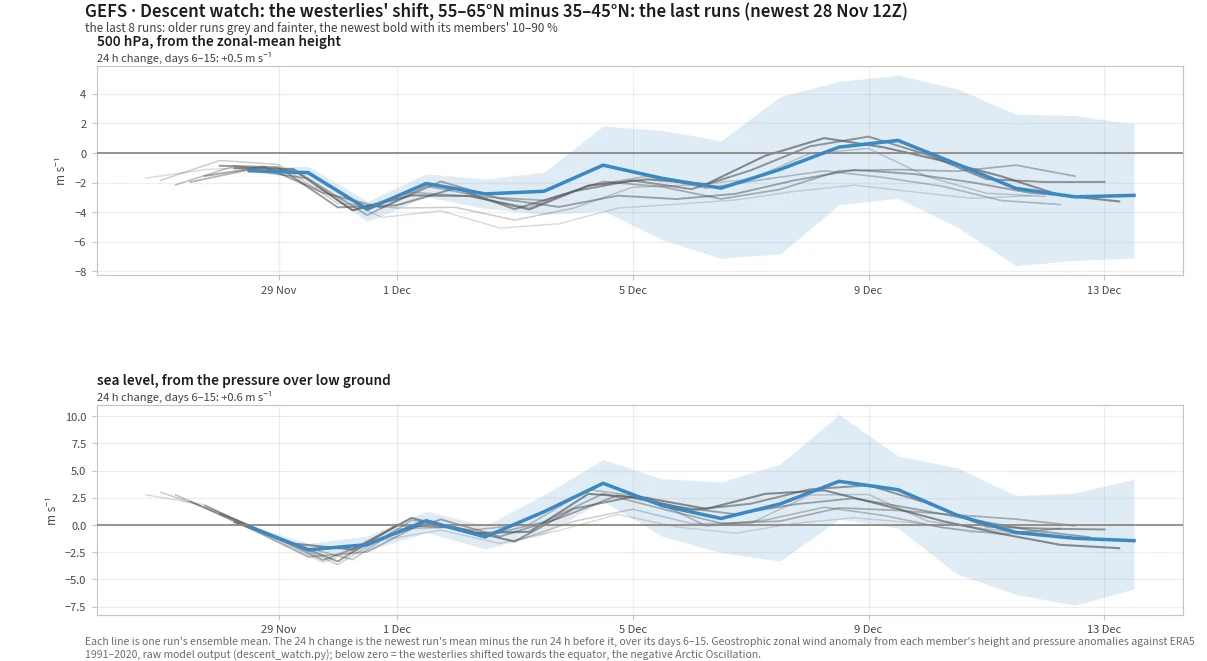 GEFS · Descent watch: the westerlies' shift, 55–65°N minus 35–45°N: the last runs (newest 28 Nov 12Z)
the last 8 runs: older runs grey and fainter, the newest bold with its members' 10–90 %
500 hPa, from the zonal-mean height
24 h change, days 6–15: +0.5 m s⁻¹
4
2
0
−2
−4
−6
−8
m s⁻¹
29 Nov
1 Dec
5 Dec
9 Dec
13 Dec
sea level, from the pressure over low ground
24 h change, days 6–15: +0.6 m s⁻¹
10.0
7.5
5.0
2.5
0.0
−2.5
−5.0
−7.5
m s⁻¹
29 Nov
1 Dec
5 Dec
9 Dec
13 Dec
Each line is one run's ensemble mean. The 24 h change is the newest run's mean minus the run 24 h before it, over its days 6–15. Geostrophic zonal wind anomaly from each member's height and pressure anomalies against ERA5
1991–2020, raw model output (descent_watch.py); below zero = the westerlies shifted towards the equator, the negative Arctic Oscillation.